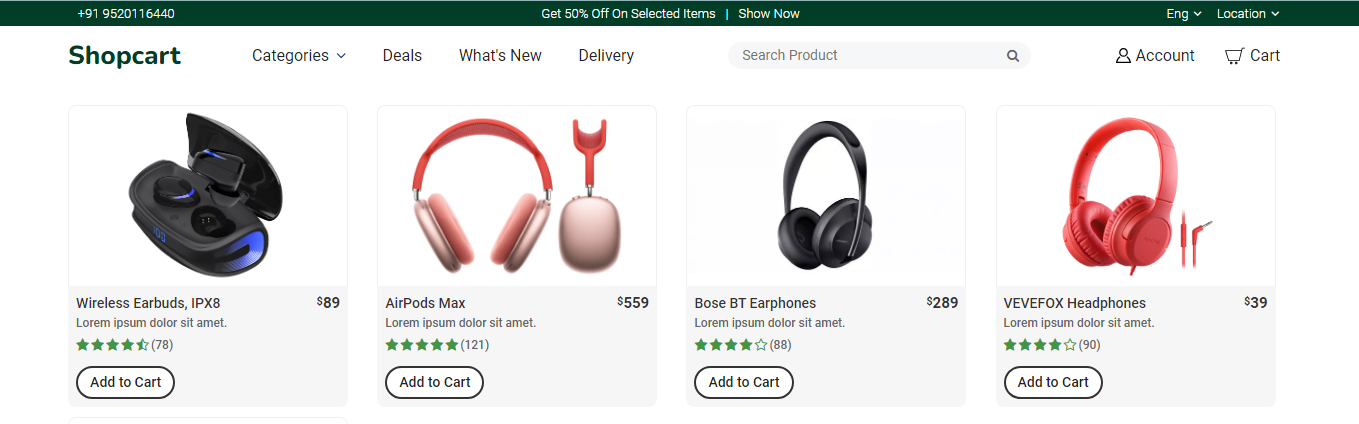 +91 9520116440 Get 50% Off On Selected Items | Show Now Eng Location
Shopcart Categories Deals What's New Delivery Search Product Account Cart
Wireless Earbuds, IPX8 $89
Lorem ipsum dolor sit amet.
(78)
Add to Cart
AirPods Max $559
Lorem ipsum dolor sit amet.
(121)
Add to Cart
Bose BT Earphones $289
Lorem ipsum dolor sit amet.
(88)
Add to Cart
VEVEFOX Headphones $39
Lorem ipsum dolor sit amet.
(90)
Add to Cart